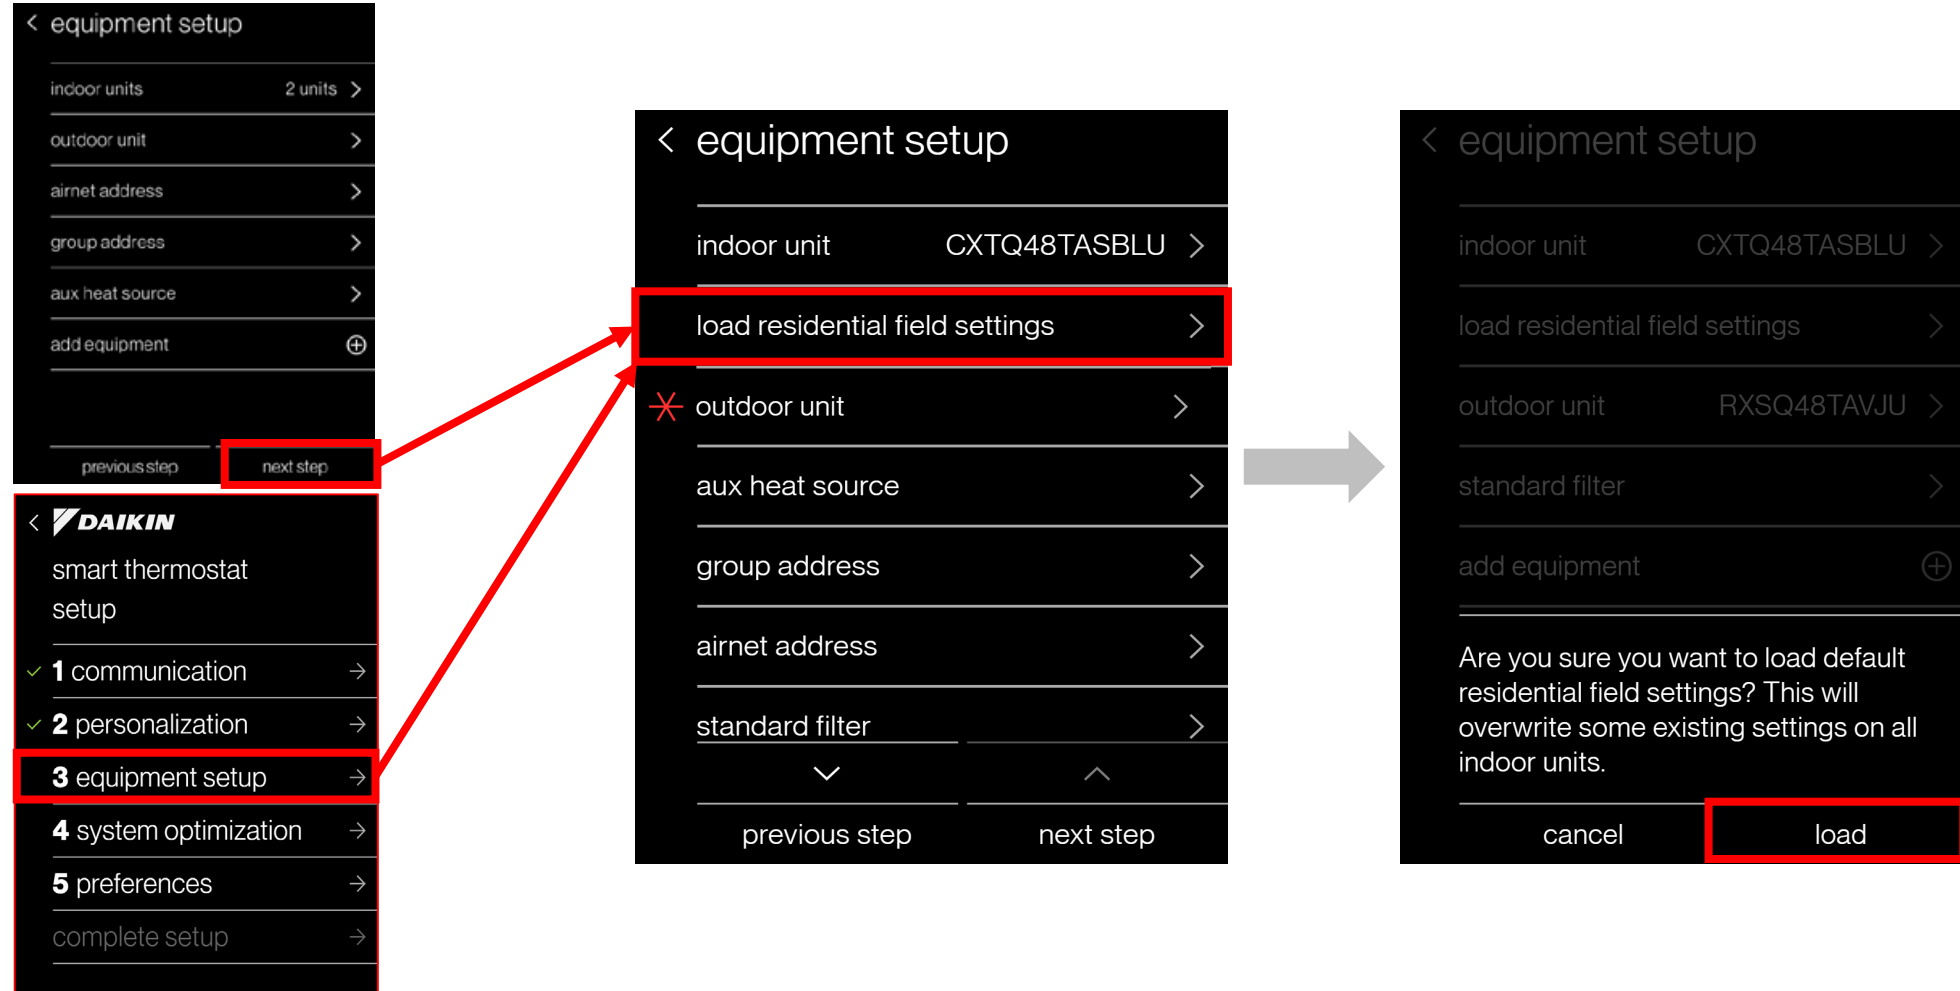 equipment setup
indoor units 2 units
outdoor unit
airnet address
group address
aux heat source
add equipment
previous step next step
DAIKIN
smart thermostat
setup
1 communication
2 personalization
3 equipment setup
4 system optimization
5 preferences
complete setup
equipment setup
indoor unit CXTQ48TASBLU
load residential field settings
outdoor unit
aux heat source
group address
airnet address
standard filter
previous step next step
equipment setup
indoor unit CXTQ48TASBLU
load residential field settings
outdoor unit RXSQ48TAVJU
standard filter
add equipment
Are you sure you want to load default
residential field settings? This will
overwrite some existing settings on all
indoor units.
cancel load